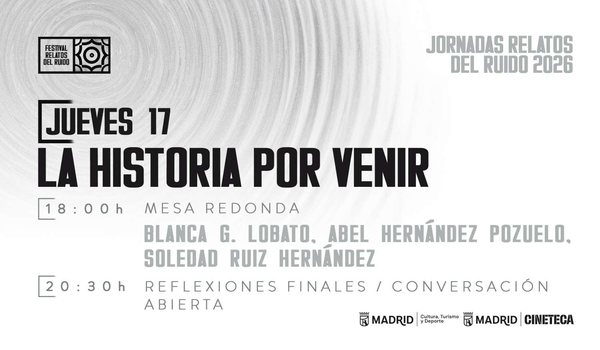 FESTIVAL
RELATOS
DEL RUIDO
JORNADAS RELATOS
DEL RUIDO 2026
JUEVES 17
LA HISTORIA POR VENIR
18:00h MESA REDONDA
BLANCA G. LOBATO, ABEL HERNÁNDEZ POZUELO,
SOLEDAD RUIZ HERNÁNDEZ
20:30h REFLEXIONES FINALES / CONVERSACIÓN
ABIERTA
MADRID Cultura, Turismo
y Deporte
MADRID CINETECA